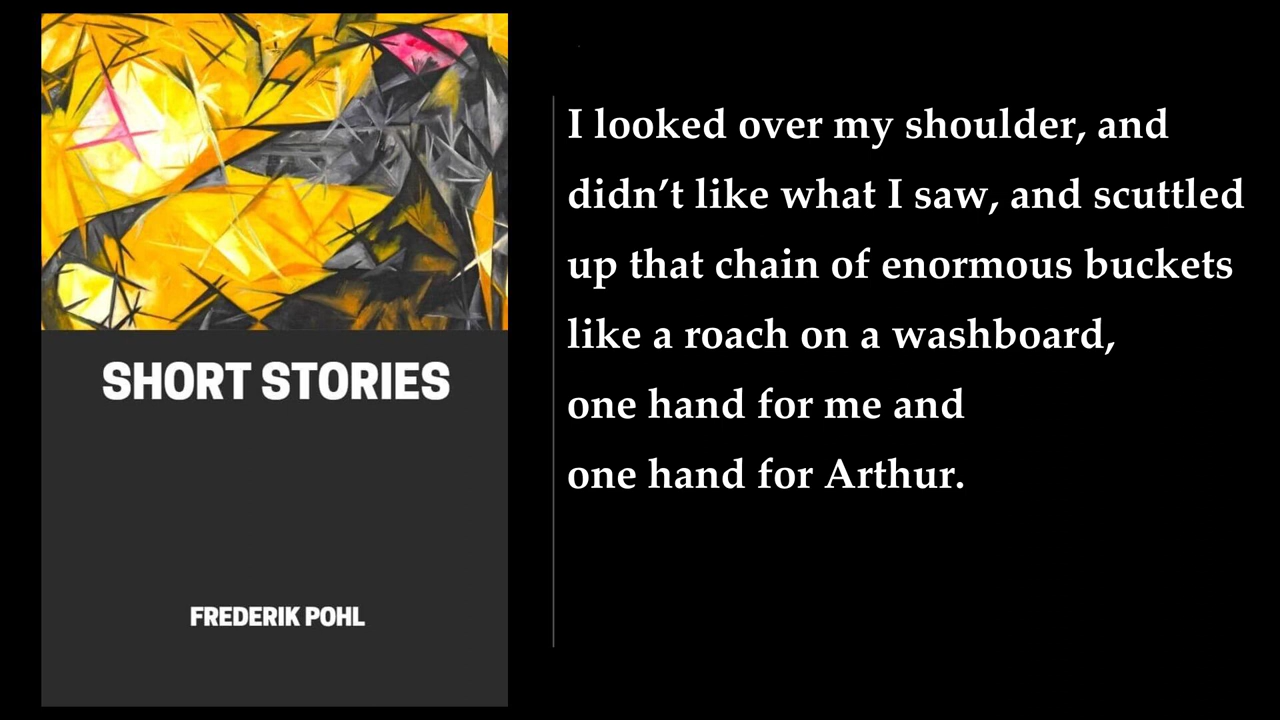 SHORT STORIES
FREDERIK POHL
I looked over my shoulder, and
didn’t like what I saw, and scuttled
up that chain of enormous buckets
like a roach on a washboard,
one hand for me and
one hand for Arthur.